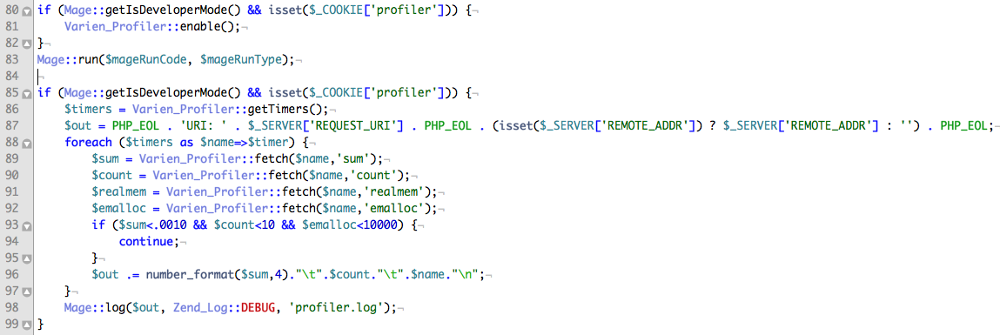 80 if (Mage::getIsDeveloperMode() && isset($_COOKIE['profiler'])) {¬
81     Varien_Profiler::enable();¬
82 }¬
83 Mage::run($mageRunCode, $mageRunType);¬
84 ¬
85 if (Mage::getIsDeveloperMode() && isset($_COOKIE['profiler'])) {¬
86     $timers = Varien_Profiler::getTimers();¬
87     $out = PHP_EOL . 'URI: ' . $_SERVER['REQUEST_URI'] . PHP_EOL . (isset($_SERVER['REMOTE_ADDR']) ? $_SERVER['REMOTE_ADDR'] : '') . PHP_EOL;¬
88     foreach ($timers as $name=>$timer) {¬
89         $sum = Varien_Profiler::fetch($name,'sum');¬
90         $count = Varien_Profiler::fetch($name,'count');¬
91         $realmem = Varien_Profiler::fetch($name,'realmem');¬
92         $emalloc = Varien_Profiler::fetch($name,'emalloc');¬
93         if ($sum<.0010 && $count<10 && $emalloc<10000) {¬
94             continue;¬
95         }¬
96         $out .= number_format($sum,4)."\t".$count."\t".$name."\n";¬
97     }¬
98     Mage::log($out, Zend_Log::DEBUG, 'profiler.log');¬
99 }